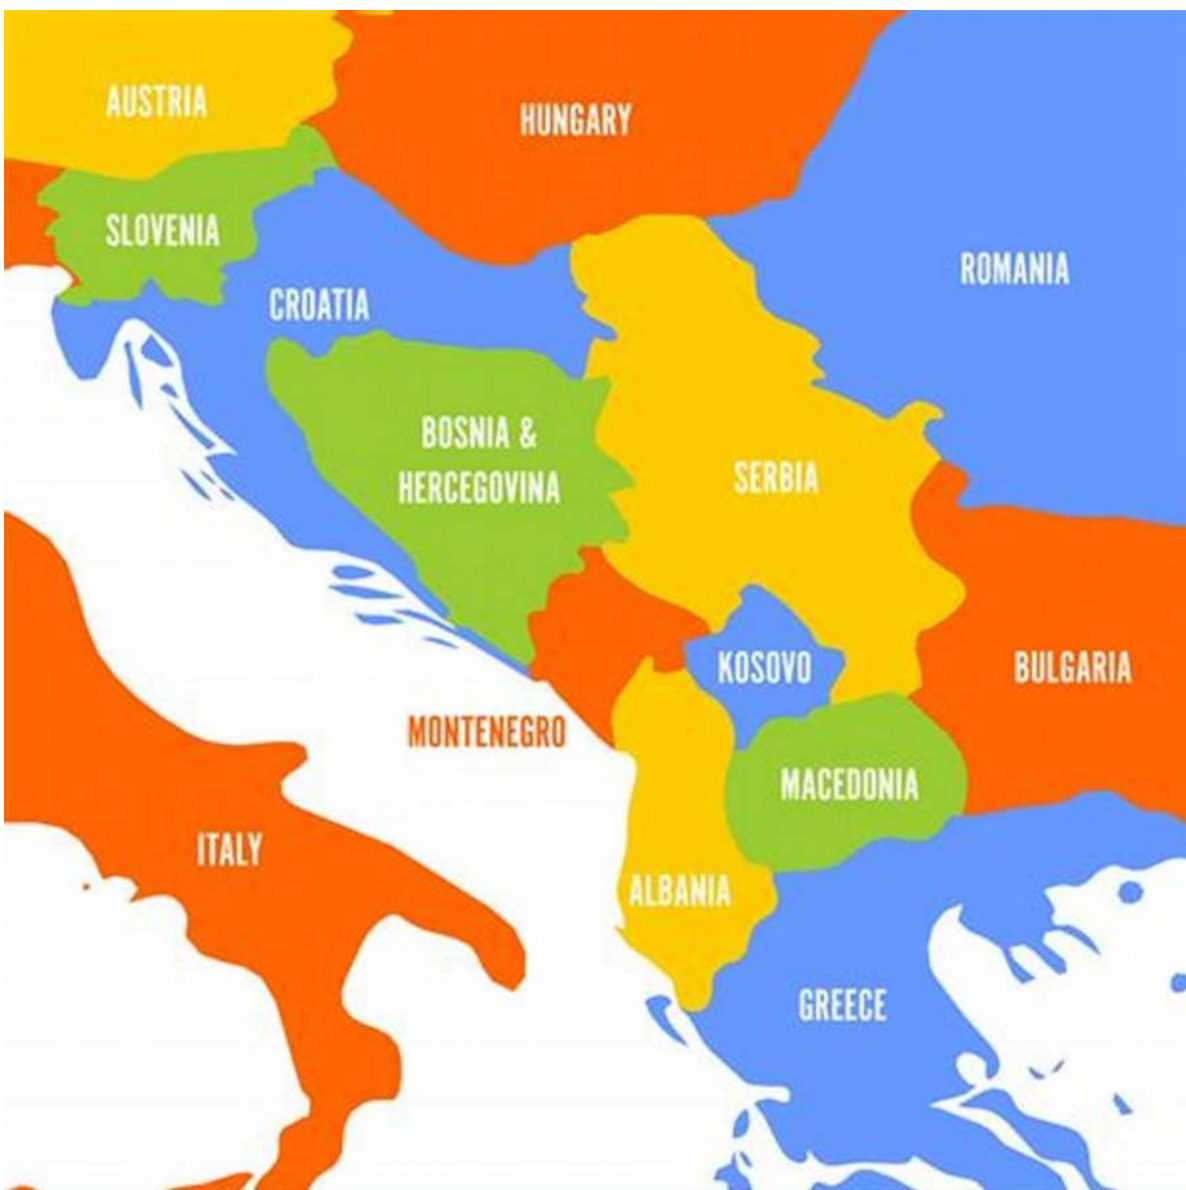 AUSTRIA
HUNGARY
SLOVENIA
ROMANIA
CROATIA
BOSNIA &
HERCEGOVINA
SERBIA
KOSOVO
BULGARIA
MONTENEGRO
MACEDONIA
ITALY
ALBANIA
GREECE